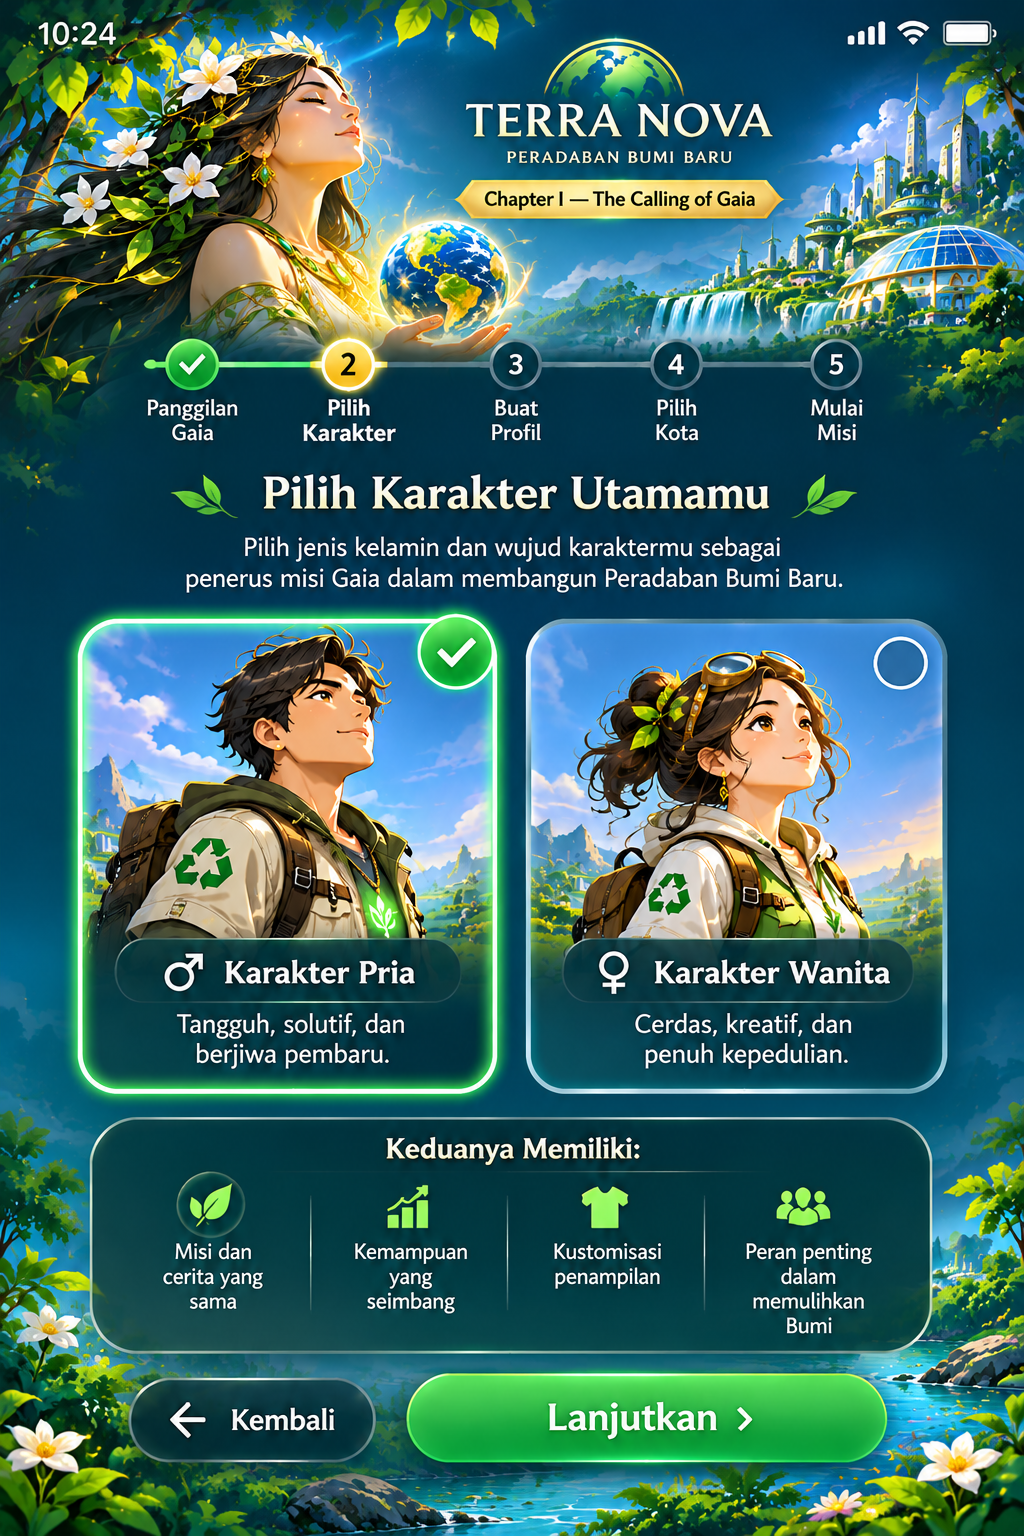 10:24
TERRA NOVA
PERADABAN BUMI BARU
Chapter I — The Calling of Gaia
2
3
4
5
Panggilan
Gaia
Pilih
Karakter
Buat
Profil
Pilih
Kota
Mulai
Misi
Pilih Karakter Utamamu
Pilih jenis kelamin dan wujud karaktermu sebagai
penerus misi Gaia dalam membangun Peradaban Bumi Baru.
Karakter Pria
Tangguh, solutif, dan
berjiwa pembaru.
Karakter Wanita
Cerdas, kreatif, dan
penuh kepedulian.
Keduanya Memiliki:
Misi dan
cerita yang
sama
Kemampuan
yang
seimbang
Kustomisasi
penampilan
Peran penting
dalam
memulihkan
Bumi
Kembali
Lanjutkan